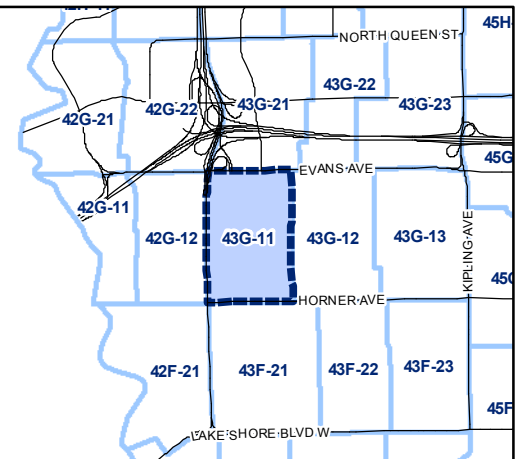 45H
NORTH QUEEN ST
43G-22
42G-21
42G-22
43G-21
43G-23
45G
EVANS AVE
42G-11
42G-12
43G-11
43G-12
43G-13
KIPLING AVE
HORNER AVE
42F-21
43F-21
43F-22
43F-23
45F
LAKE SHORE BLVD W